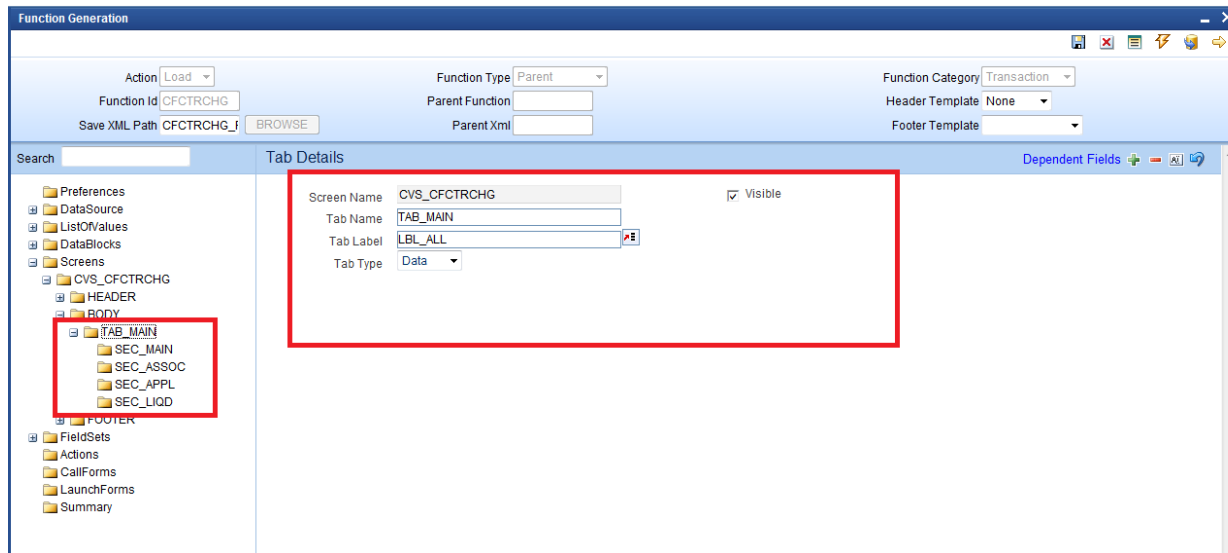 Function Generation
Action Load Function Type Parent Function Category Transaction
Function Id CFCTRCHG Parent Function Header Template None
Save XML Path CFCTRCHG_ BROWSE Parent Xml Footer Template
Search Tab Details Dependent Fields
Preferences
DataSource
ListOfValues
DataBlocks
Screens
CVS_CFCTRCHG
HEADER
BODY
TAB_MAIN
SEC_MAIN
SEC_ASSOC
SEC_APPL
SEC_LIQD
FOOTER
FieldSets
Actions
CallForms
LaunchForms
Summary
Screen Name CVS_CFCTRCHG Visible
Tab Name TAB_MAIN
Tab Label LBL_ALL
Tab Type Data